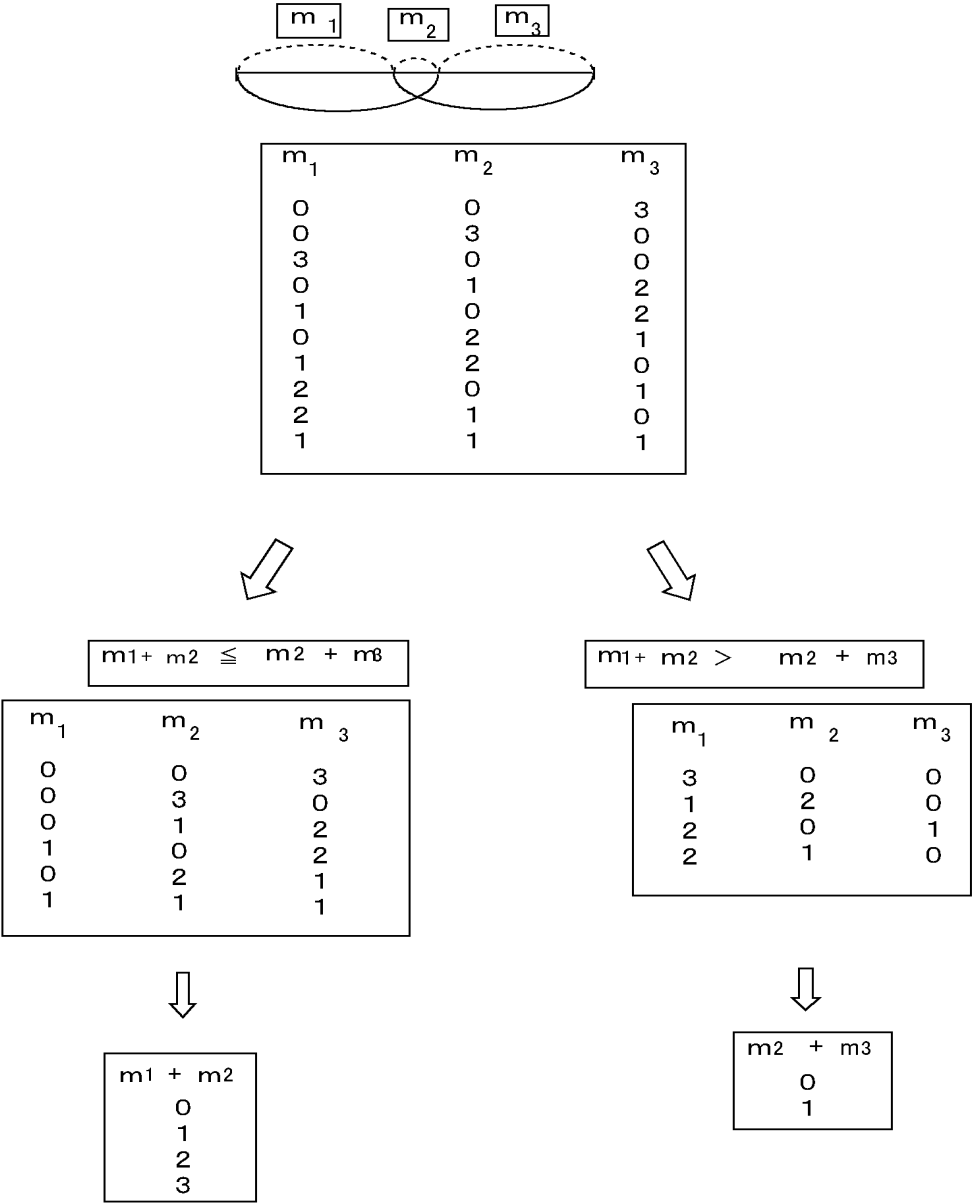 m 1 m2 m3
m1 m2 m3
0 0 3
0 3 0
3 0 0
0 1 2
1 0 2
0 2 1
1 2 0
2 0 1
2 1 0
1 1 1
m1+ m2 ≦ m2 + m3
m1+ m2 > m2 + m3
m1 m2 m 3
0 0 3
0 3 0
0 1 2
1 0 2
0 2 1
1 1 1
m1 m 2 m3
3 0 0
1 2 0
2 0 1
2 1 0
m1 + m2
0
1
2
3
m2 + m3
0
1